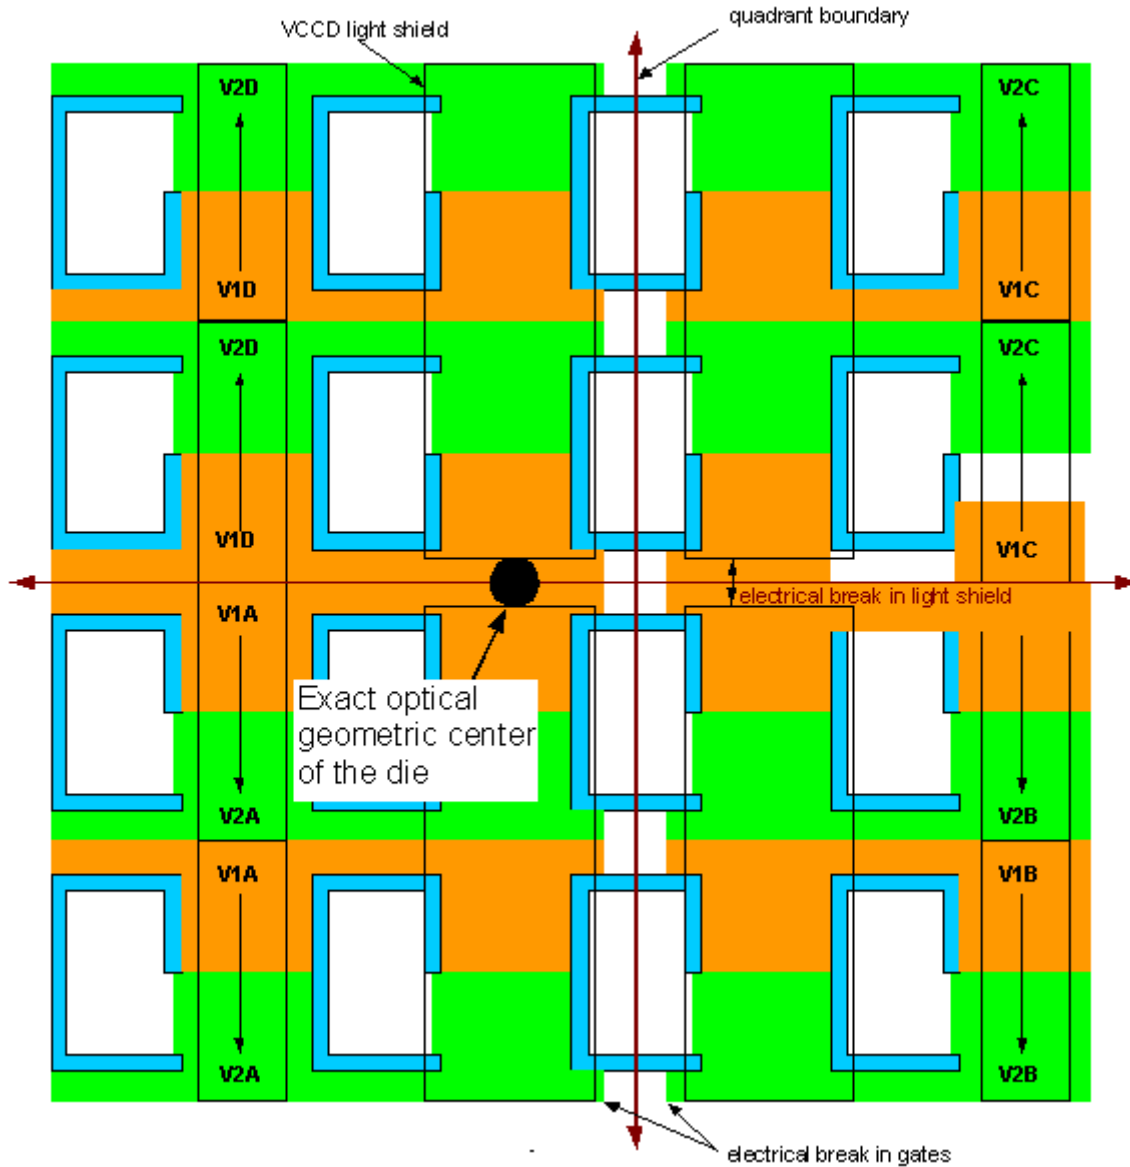 quadrant boundary
VCCD light shield
V2D
V2C
V1D
V1C
V2D
V2C
V1D
V1C
electrical break in light shield
V1A
Exact optical
geometric center
of the die
V2A
V2B
V1A
V1B
V2A
V2B
electrical break in gates